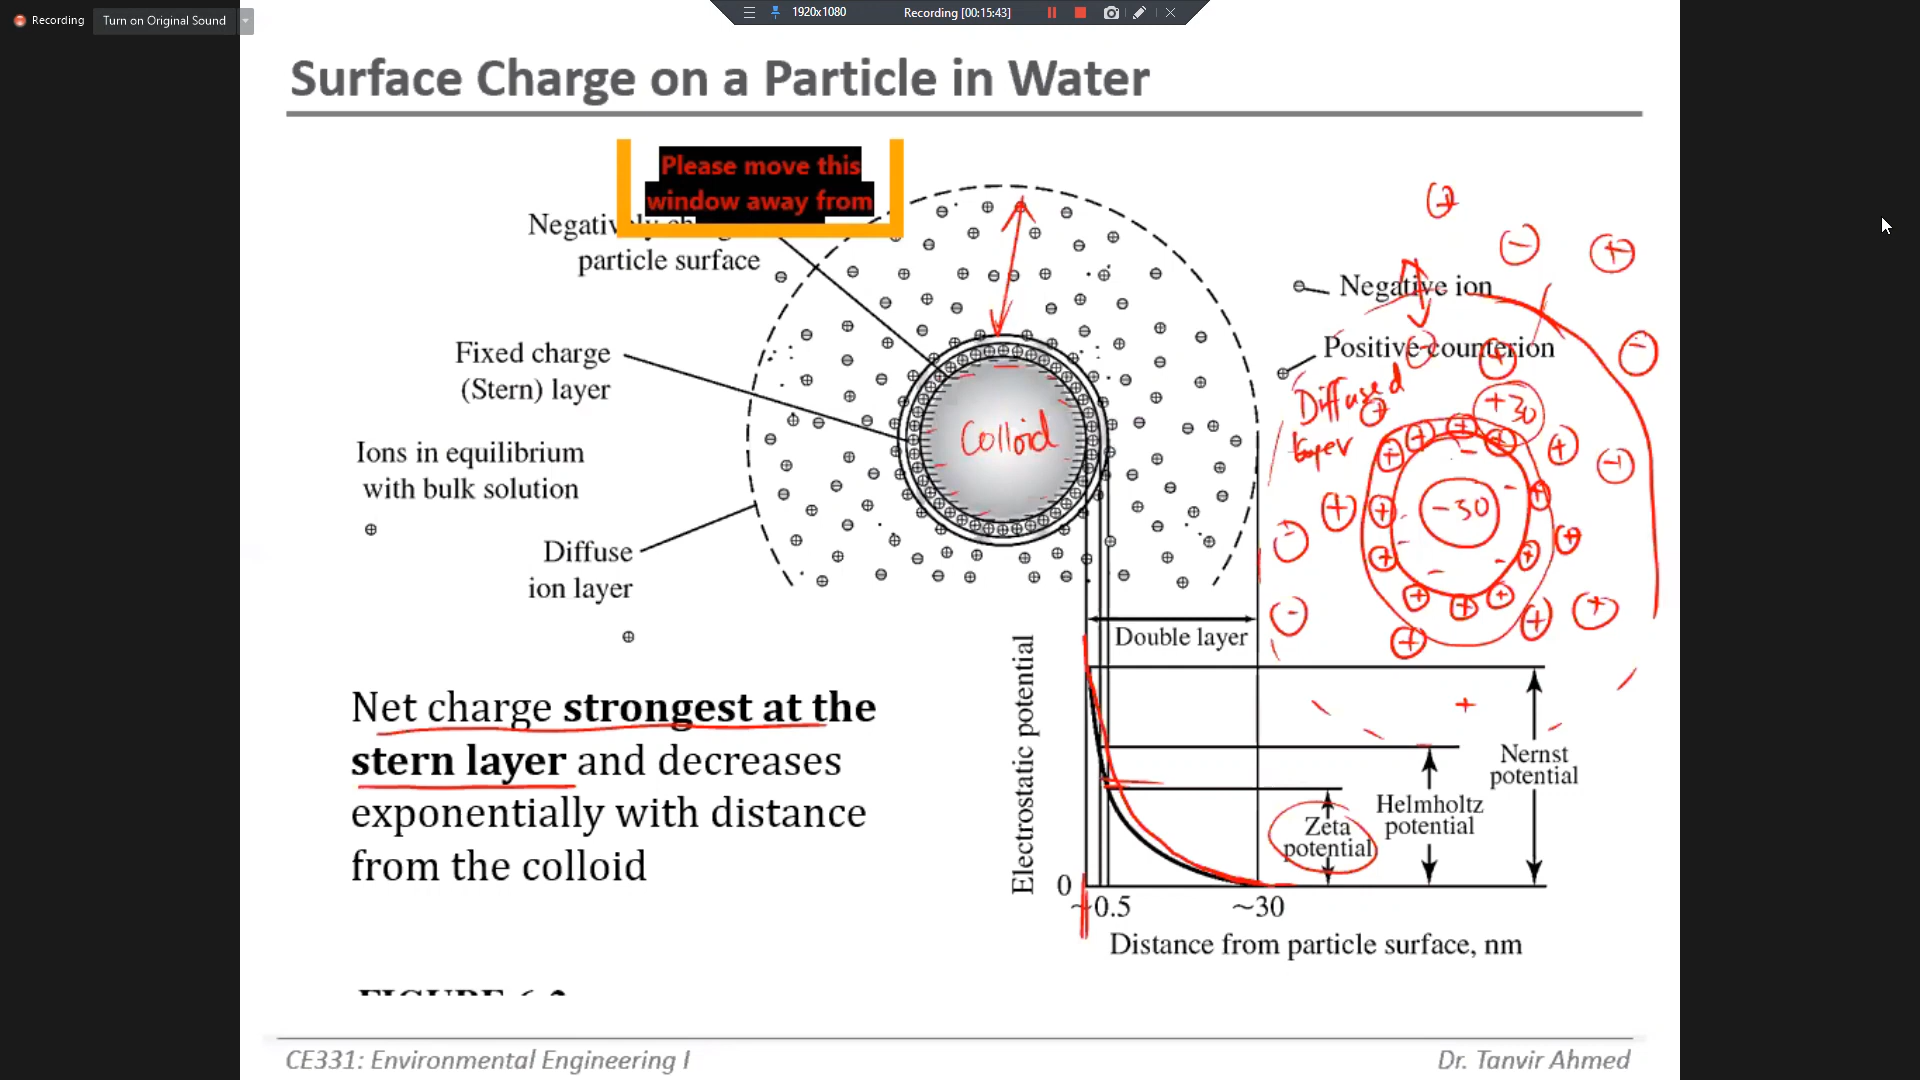 Recording
Turn on Original Sound
1920x1080
Recording [00:15:43]
Surface Charge on a Particle in Water
Please move this
window away from
particle surface
Fixed charge
(Stern) layer
Ions in equilibrium
with bulk solution
Diffuse
ion layer
Negative ion
Positive counterion
Diffused
layer
+30
-30
Colloid
Double layer
Electrostatic potential
Nernst
potential
Helmholtz
potential
Zeta
potential
0
~0.5
~30
Distance from particle surface, nm
Net charge strongest at the
stern layer and decreases
exponentially with distance
from the colloid
CE331: Environmental Engineering I
Dr. Tanvir Ahmed